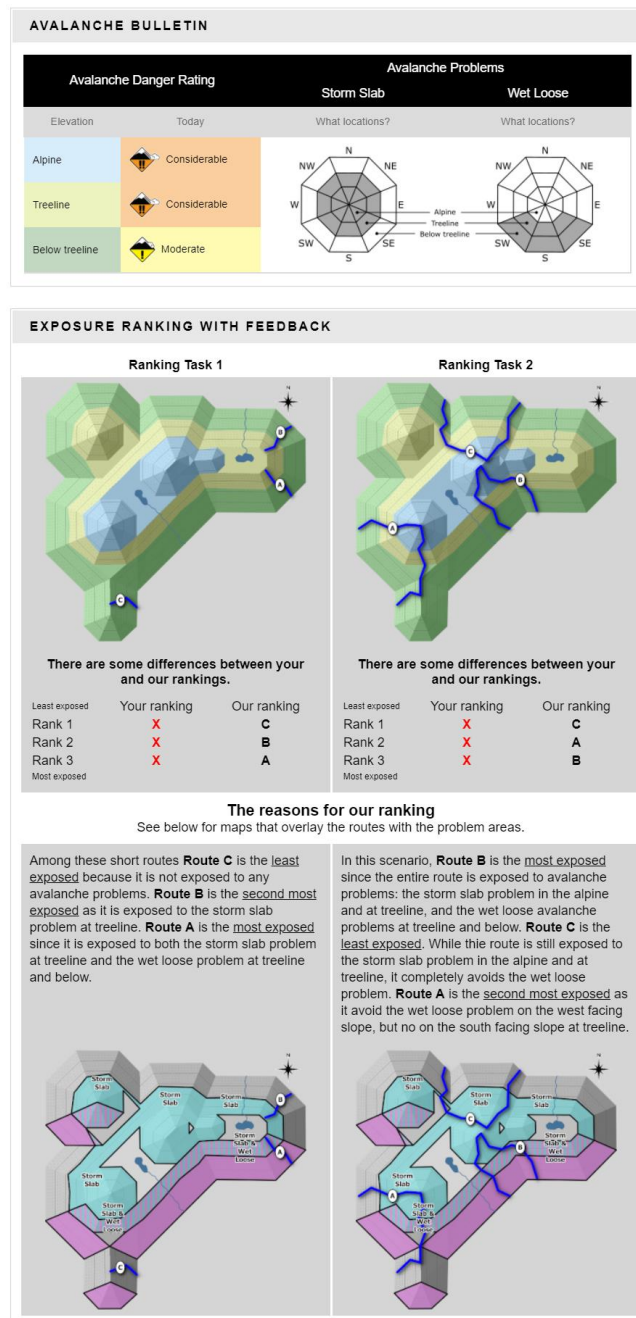 AVALANCHE BULLETIN
Avalanche Danger Rating
Avalanche Problems
Storm Slab Wet Loose
Elevation Today What locations? What locations?
Alpine Considerable
Treeline Considerable
Below treeline Moderate
N
NW NE
W E
SW SE
S
Alpine
Treeline
Below treeline
N
NW NE
W E
SW SE
S
EXPOSURE RANKING WITH FEEDBACK
Ranking Task 1
N
B
A
C
There are some differences between your
and our rankings.
Least exposed Your ranking Our ranking
Rank 1 X C
Rank 2 X B
Rank 3 X A
Most exposed
Ranking Task 2
N
C
B
A
There are some differences between your
and our rankings.
Least exposed Your ranking Our ranking
Rank 1 X C
Rank 2 X A
Rank 3 X B
Most exposed
The reasons for our ranking
See below for maps that overlay the routes with the problem areas.
Among these short routes Route C is the least
exposed because it is not exposed to any
avalanche problems. Route B is the second most
exposed as it is exposed to the storm slab
problem at treeline. Route A is the most exposed
since it is exposed to both the storm slab problem
at treeline and the wet loose problem at treeline
and below.
In this scenario, Route B is the most exposed
since the entire route is exposed to avalanche
problems: the storm slab problem in the alpine
and at treeline, and the wet loose avalanche
problems at treeline and below. Route C is the
least exposed. While thie route is still exposed to
the storm slab problem in the alpine and at
treeline, it completely avoids the wet loose
problem. Route A is the second most exposed as
it avoid the wet loose problem on the west facing
slope, but no on the south facing slope at treeline.
N
Storm
Slab
Storm
Slab
Storm
Slab
B
Storm
Slab &
Wet
Loose
A
Storm
Slab
Storm
Slab &
Wet
Loose
C
N
Storm
Slab
Storm
Slab
Storm
Slab
C
Storm
Slab &
Wet
Loose
B
Storm
Slab
A
Storm
Slab &
Wet
Loose